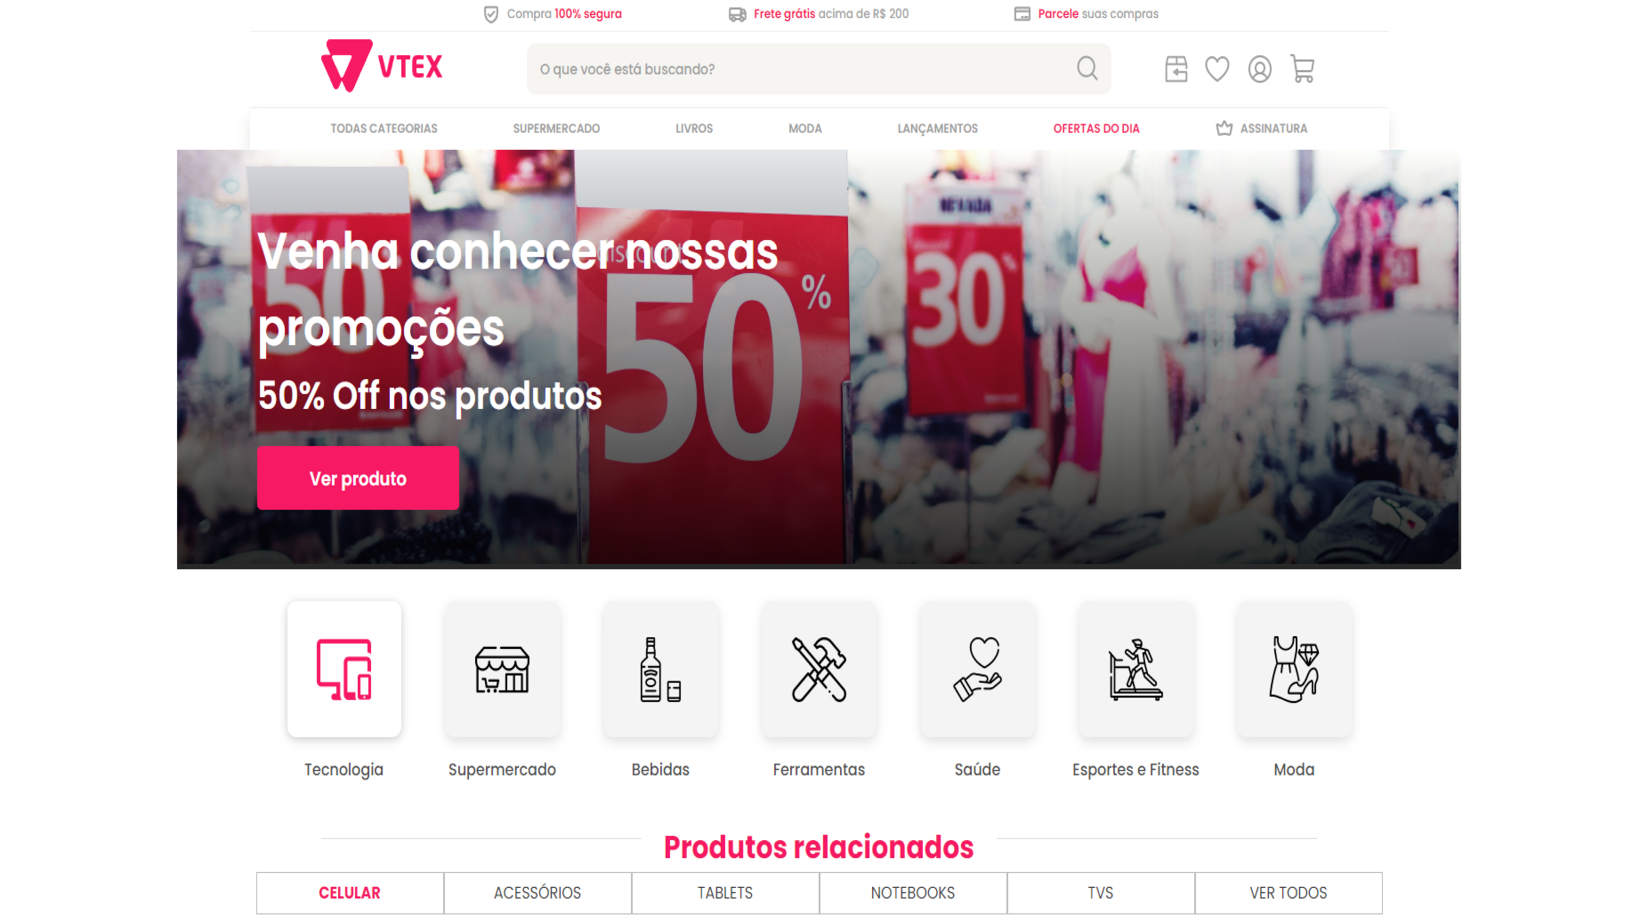 Compra 100% segura
Frete grátis acima de R$ 200
Parcele suas compras
VTEX
O que você está buscando?
TODAS CATEGORIAS
SUPERMERCADO
LIVROS
MODA
LANÇAMENTOS
OFERTAS DO DIA
ASSINATURA
Venha conhecer nossas
promoções
50% Off nos produtos
Ver produto
50
discount
50%
30%
Tecnologia
Supermercado
Bebidas
Ferramentas
Saúde
Esportes e Fitness
Moda
Produtos relacionados
CELULAR
ACESSÓRIOS
TABLETS
NOTEBOOKS
TVS
VER TODOS